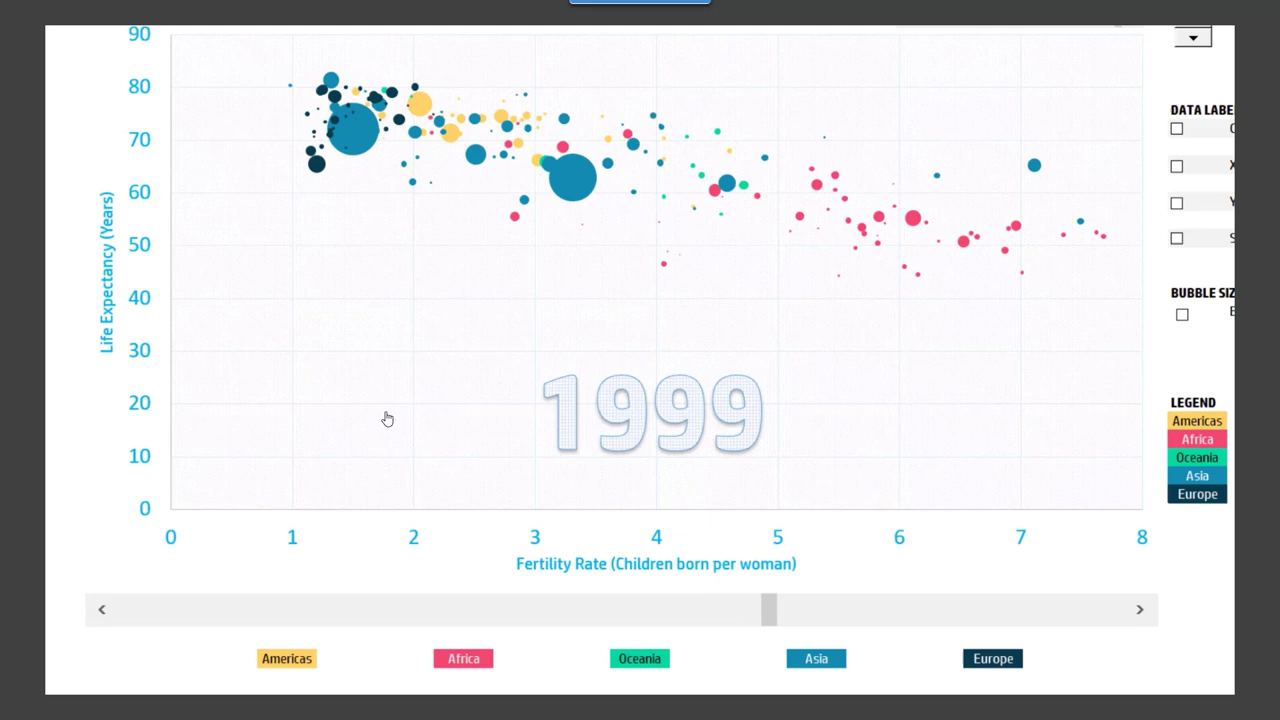 90
80
70
60
50
40
30
20
10
0
Life Expectancy (Years)
1999
0 1 2 3 4 5 6 7 8
Fertility Rate (Children born per woman)
Americas Africa Oceania Asia Europe
DATA LABE
BUBBLE SIZ
LEGEND
Americas
Africa
Oceania
Asia
Europe